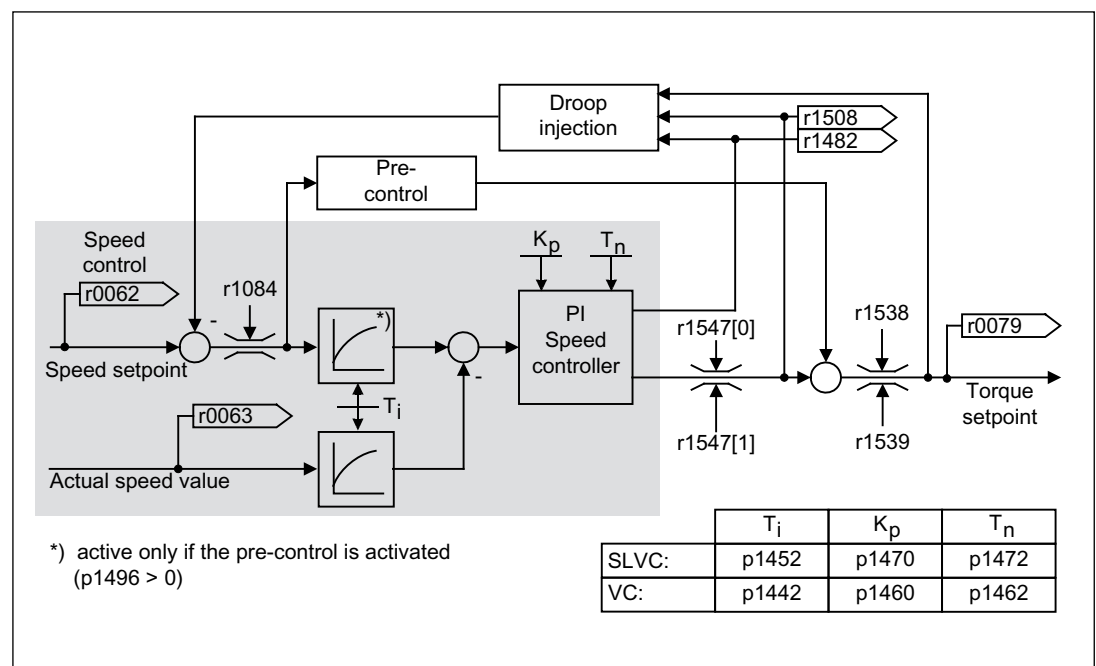 Droop
injection
r1508
r1482
Pre-
control
Speed
control
r0062
r1084
Kp
Tn
*)
PI
Speed
controller
r1547[0]
r1538
r0079
-
Speed setpoint
-
Ti
r0063
r1547[1]
r1539
Torque
setpoint
Actual speed value
*) active only if the pre-control is activated
(p1496 > 0)
Ti Kp Tn
SLVC: p1452 p1470 p1472
VC: p1442 p1460 p1462